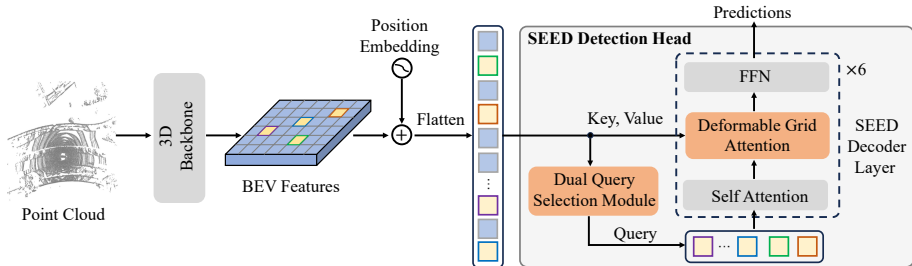 Predictions
SEED Detection Head
Position
Embedding
FFN
×6
3D
Backbone
Flatten
Key, Value
Deformable Grid
Attention
SEED
Decoder
Layer
BEV Features
Dual Query
Selection Module
Self Attention
Point Cloud
Query
...
...